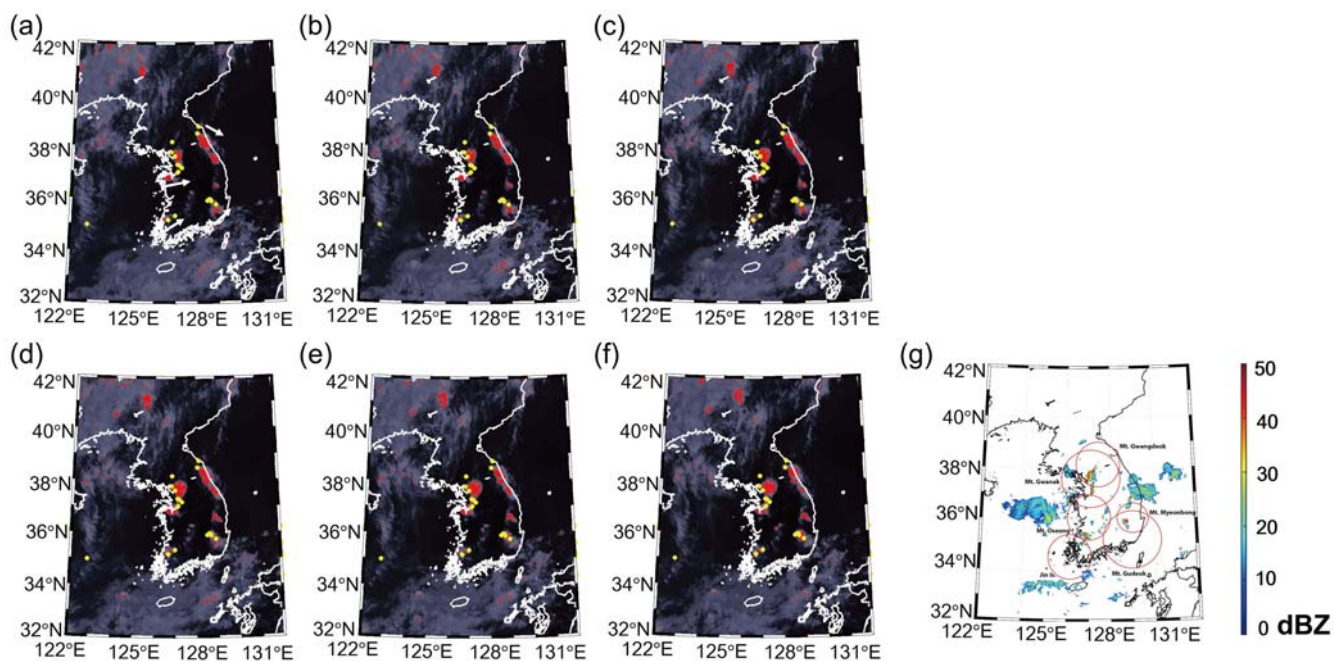 (a)
(b)
(c)
42°N
42°N
42°N
40°N
40°N
40°N
38°N
38°N
38°N
36°N
36°N
36°N
34°N
34°N
34°N
32°N
32°N
32°N
122°E 125°E 128°E 131°E
122°E 125°E 128°E 131°E
122°E 125°E 128°E 131°E
(d)
(e)
(f)
(g)
42°N
42°N
42°N
42°N
40°N
40°N
40°N
40°N
38°N
38°N
38°N
38°N
36°N
36°N
36°N
36°N
34°N
34°N
34°N
34°N
32°N
32°N
32°N
32°N
122°E 125°E 128°E 131°E
122°E 125°E 128°E 131°E
122°E 125°E 128°E 131°E
122°E 125°E 128°E 131°E
Mt. Gwangdeok
Mt. Gwanak
Mt. Myeonbong
Mt. Oseong
Mt. Gudeok
Jin is.
50
40
30
20
10
0 dBZ